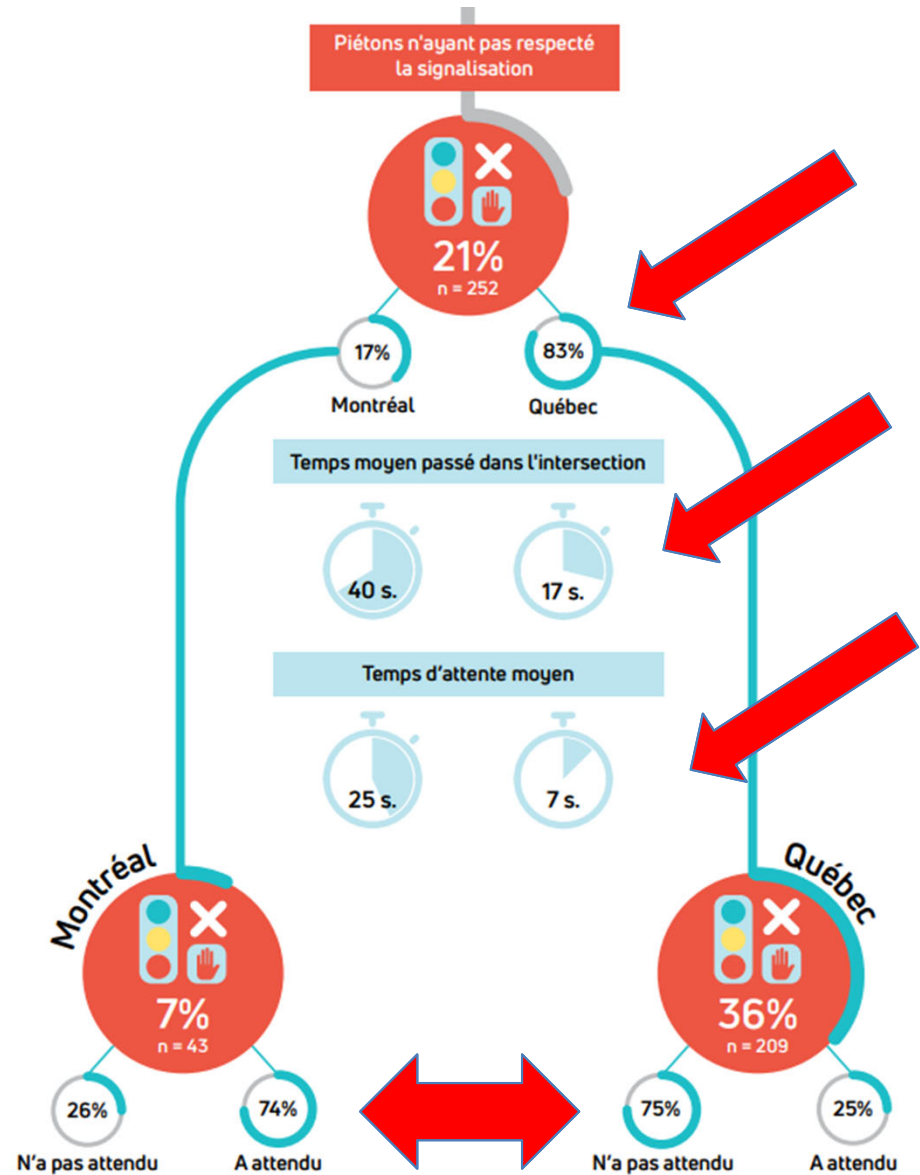 Piétons n'ayant pas respecté
la signalisation
21%
n = 252
17%
83%
Montréal
Québec
Temps moyen passé dans l'intersection
40 s.
17 s.
Temps d'attente moyen
25 s.
7 s.
Montréal
Québec
7%
n = 43
36%
n = 209
26%
74%
75%
25%
N'a pas attendu
A attendu
N'a pas attendu
A attendu